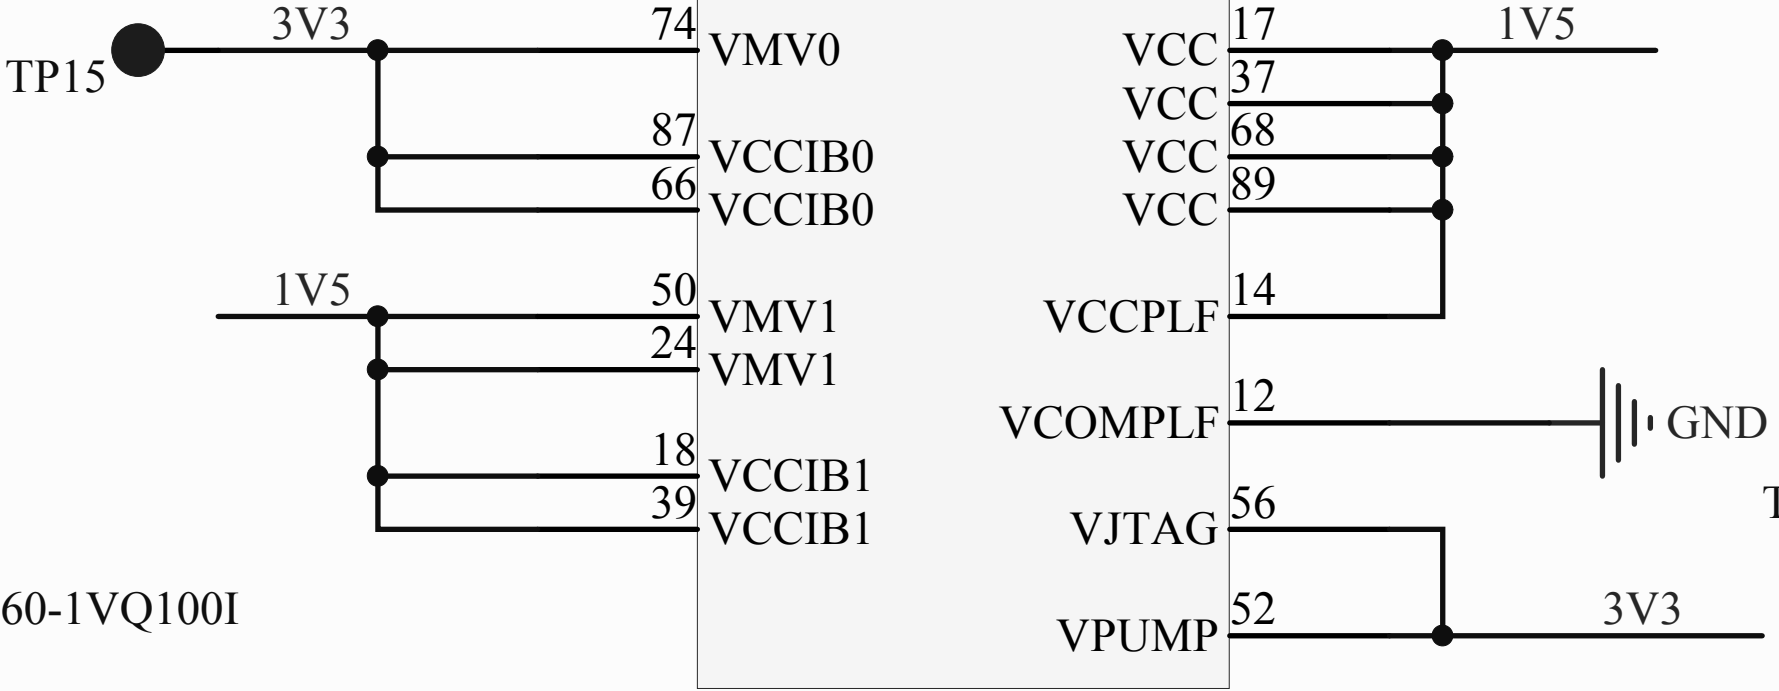 3V3
TP15
74 VMV0
87 VCCIB0
66 VCCIB0
1V5
50 VMV1
24 VMV1
18 VCCIB1
39 VCCIB1
60-1VQ100I
VCC 17
1V5
VCC 37
VCC 68
VCC 89
VCCPLF 14
VCOMPLF 12
GND
VJTAG 56
VPUMP 52
3V3